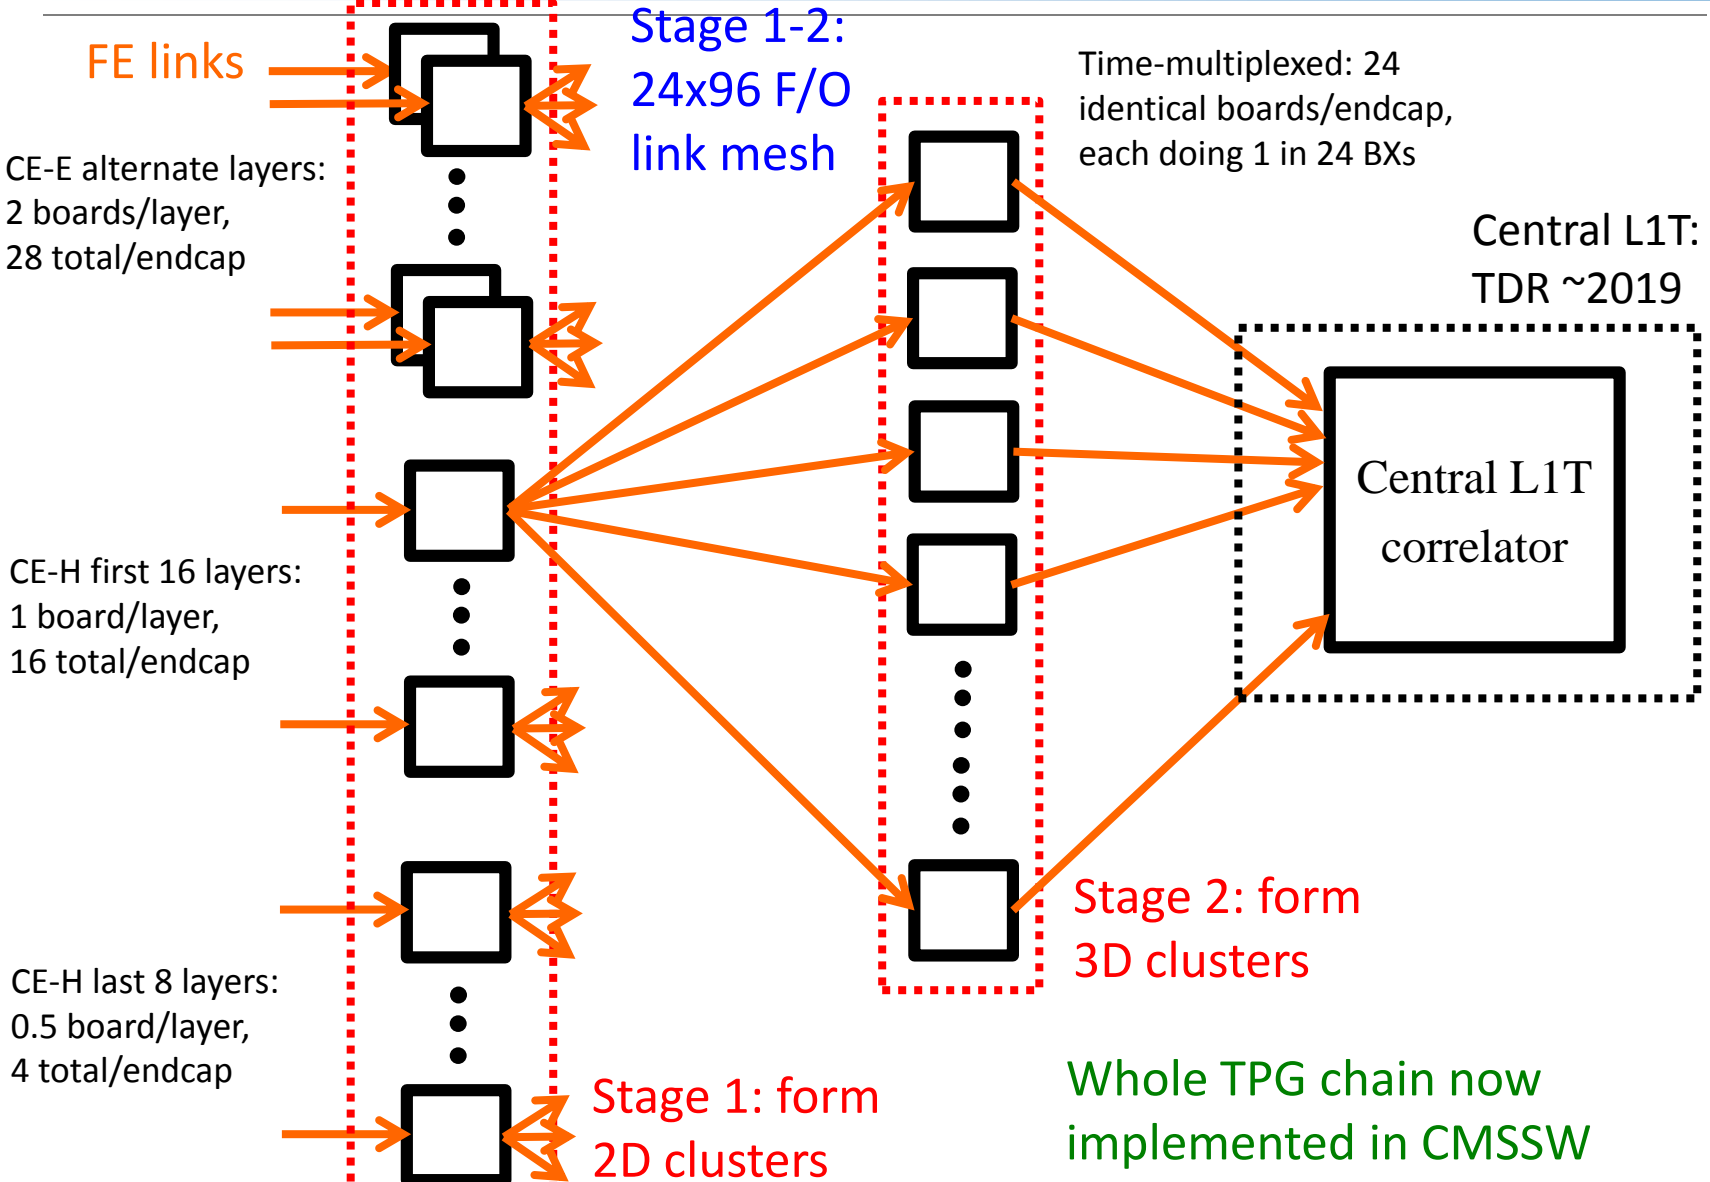 FE links
Stage 1-2:
24x96 F/O
link mesh
Time-multiplexed: 24
identical boards/endcap,
each doing 1 in 24 BXs
CE-E alternate layers:
2 boards/layer,
28 total/endcap
Central L1T:
TDR ~2019
Central L1T
correlator
CE-H first 16 layers:
1 board/layer,
16 total/endcap
CE-H last 8 layers:
0.5 board/layer,
4 total/endcap
Stage 2: form
3D clusters
Stage 1: form
2D clusters
Whole TPG chain now
implemented in CMSSW